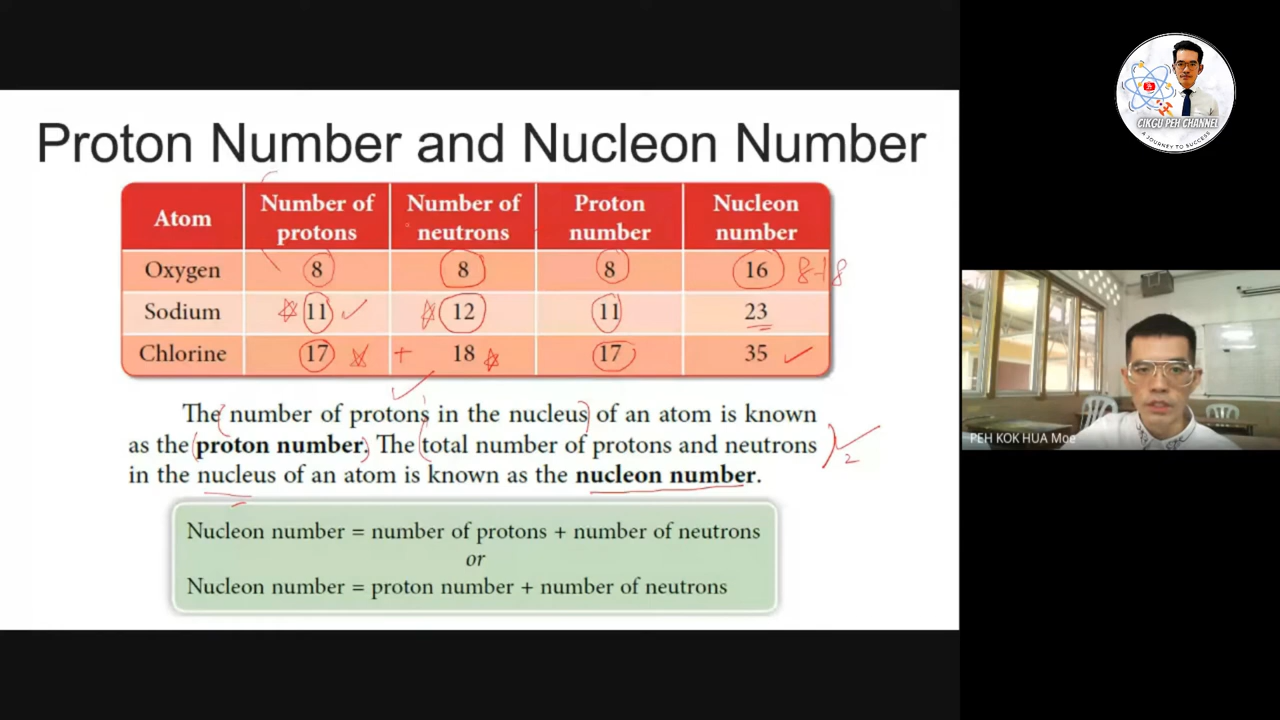 Proton Number and Nucleon Number
Atom Number of protons Number of neutrons Proton number Nucleon number
Oxygen 8 8 8 16 8+8
Sodium 11 12 11 23
Chlorine 17 + 18 17 35
The number of protons in the nucleus of an atom is known
as the proton number. The total number of protons and neutrons
2
in the nucleus of an atom is known as the nucleon number.
Nucleon number = number of protons + number of neutrons
or
Nucleon number = proton number + number of neutrons
CIKGU PEH CHANNEL
A JOURNEY TO SUCCESS
PEH KOK HUA Moe